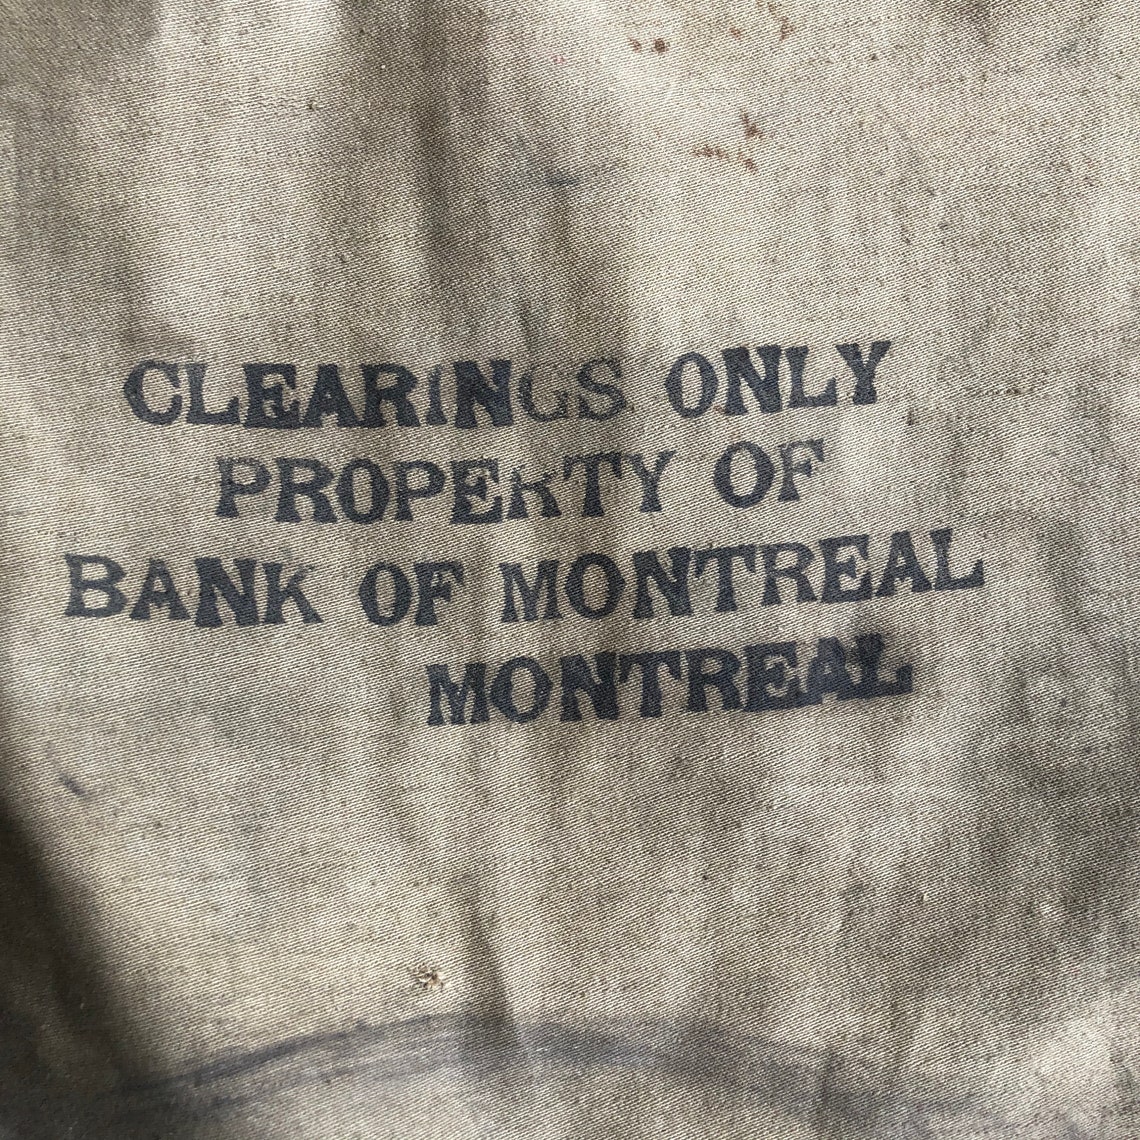 CLEARINGS ONLY
PROPERTY OF
BANK OF MONTREAL
MONTREAL